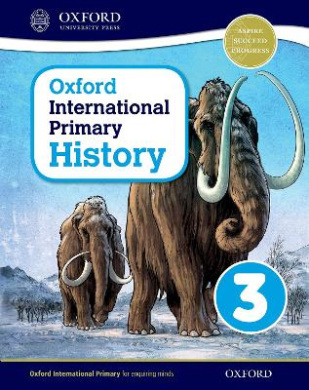 OXFORD
UNIVERSITY PRESS
ASPIRE
SUCCEED
PROGRESS
Oxford
International
Primary
History
3
Oxford International Primary for enquiring minds
OXFORD